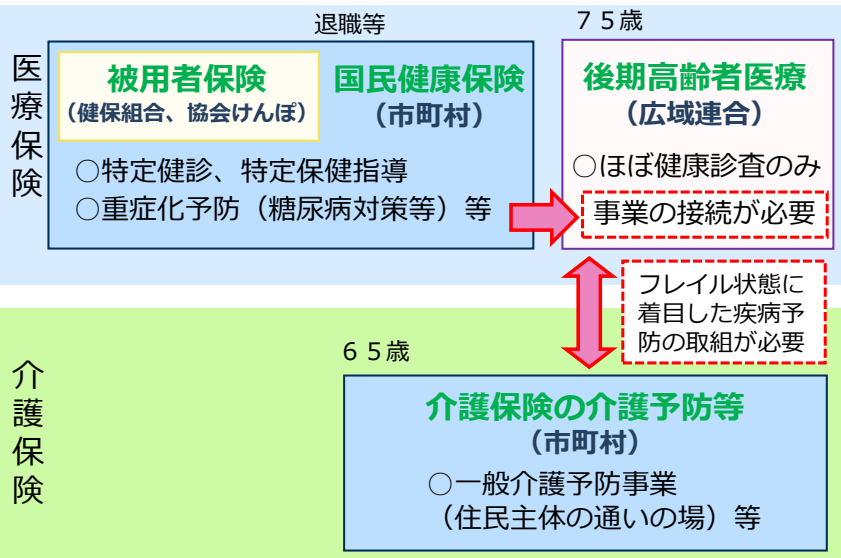 退職等
７５歳
医療保険
被用者保険
（健保組合、協会けんぽ）
国民健康保険
（市町村）
○特定健診、特定保健指導
○重症化予防（糖尿病対策等）等
後期高齢者医療
（広域連合）
○ほぼ健康診査のみ
事業の接続が必要
フレイル状態に
着目した疾病予
防の取組が必要
６５歳
介護保険
介護保険の介護予防等
（市町村）
○一般介護予防事業
（住民主体の通いの場）等